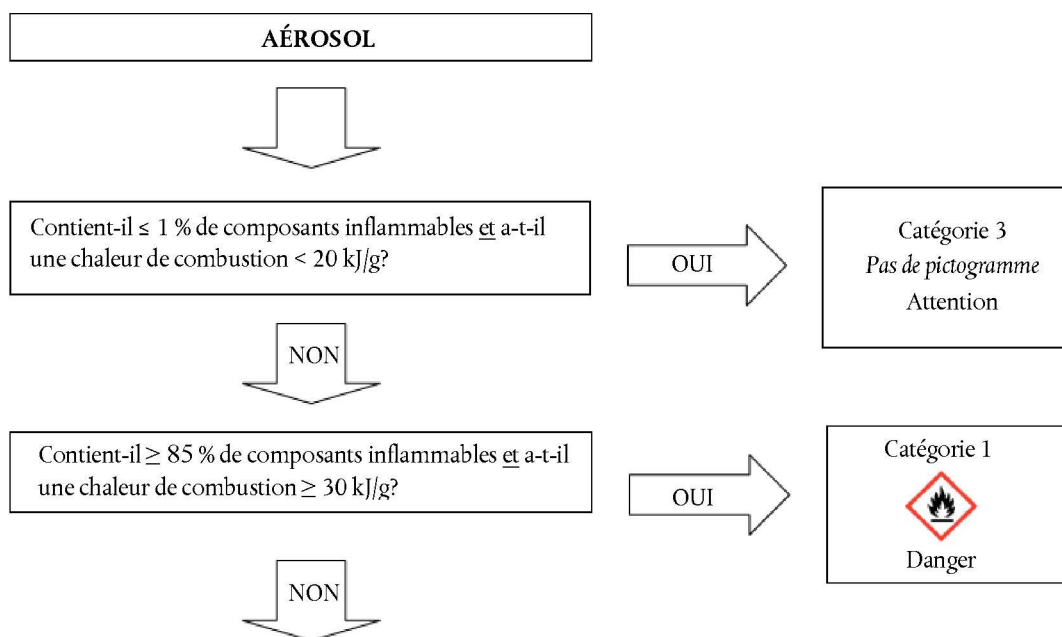 AÉROSOL
Contient-il ≤ 1 % de composants inflammables et a-t-il
une chaleur de combustion < 20 kJ/g?
OUI
Catégorie 3
Pas de pictogramme
Attention
NON
Contient-il ≥ 85 % de composants inflammables et a-t-il
une chaleur de combustion ≥ 30 kJ/g?
OUI
Catégorie 1
Danger
NON